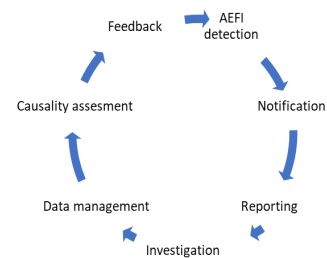 Feedback
AEFI
detection
Notification
Reporting
Investigation
Data management
Causality assesment